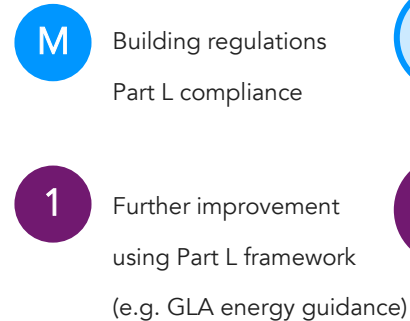 M
Building regulations
Part L compliance
1
Further improvement
using Part L framework
(e.g. GLA energy guidance)